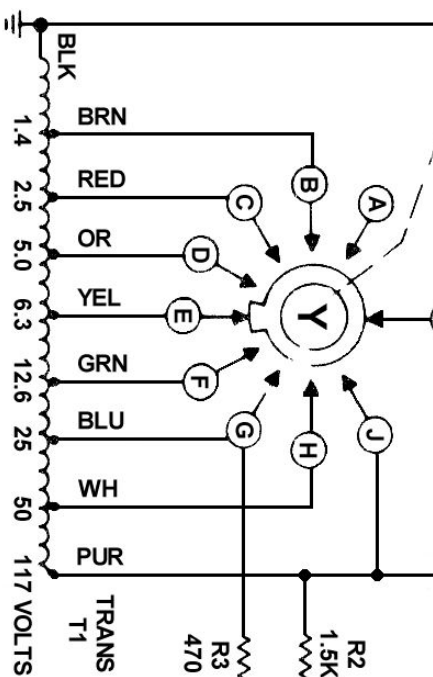 BLK
BRN
1.4
RED
2.5
OR
5.0
YEL
6.3
GRN
12.6
BLU
25
WH
50
PUR
117 VOLTS
TRANS
T1
A
B
C
D
E
F
G
H
J
Y
R3
470
R2
1.5K